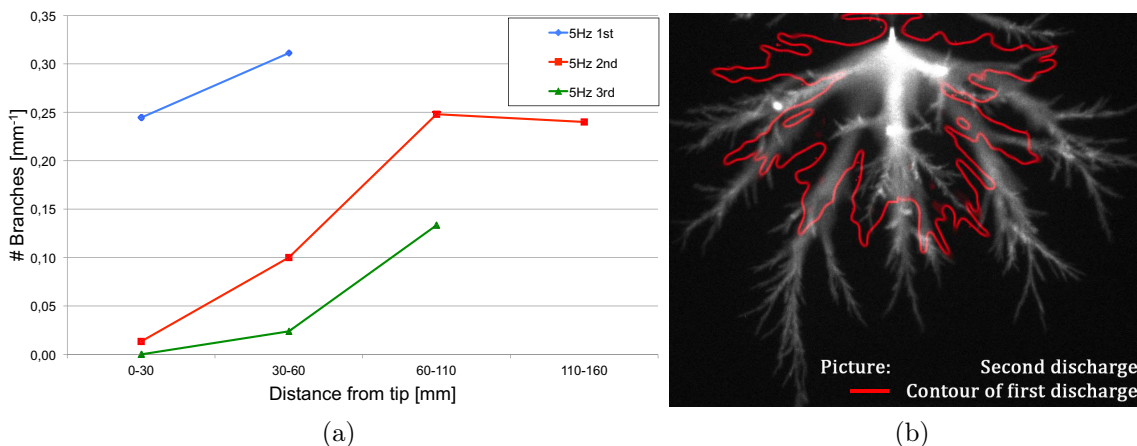 0,35
0,30
0,25
0,20
0,15
0,10
0,05
0,00
# Branches [mm⁻¹]
5Hz 1st
5Hz 2nd
5Hz 3rd
0-30
30-60
60-110
110-160
Distance from tip [mm]
(a)
Picture: Second discharge
Contour of first discharge
(b)